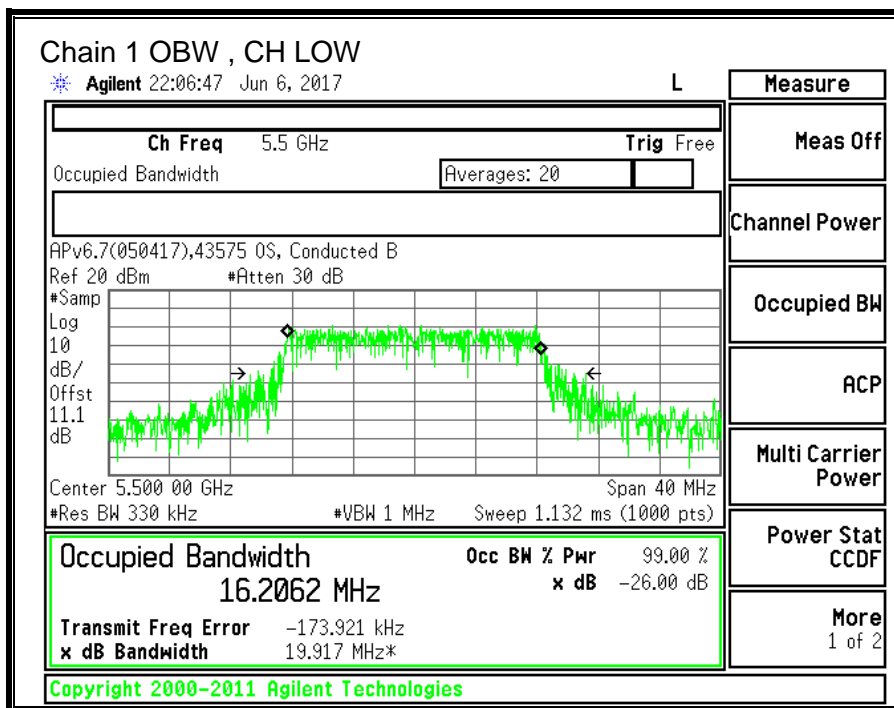 Chain 1 OBW , CH LOW
Agilent 22:06:47 Jun 6, 2017 L
Measure
Ch Freq 5.5 GHz Trig Free
Meas Off
Occupied Bandwidth Averages: 20
Channel Power
APv6.7(050417),43575 OS, Conducted B
Ref 20 dBm #Atten 30 dB
#Samp
Log
10
dB/
Offst
11.1
dB
Occupied BW
ACP
Multi Carrier
Power
Center 5.500 00 GHz Span 40 MHz
#Res BW 330 kHz #VBW 1 MHz Sweep 1.132 ms (1000 pts)
Power Stat
CCDF
Occupied Bandwidth Occ BW % Pwr 99.00 %
16.2062 MHz x dB -26.00 dB
Transmit Freq Error -173.921 kHz
x dB Bandwidth 19.917 MHz*
More
1 of 2
Copyright 2000-2011 Agilent Technologies